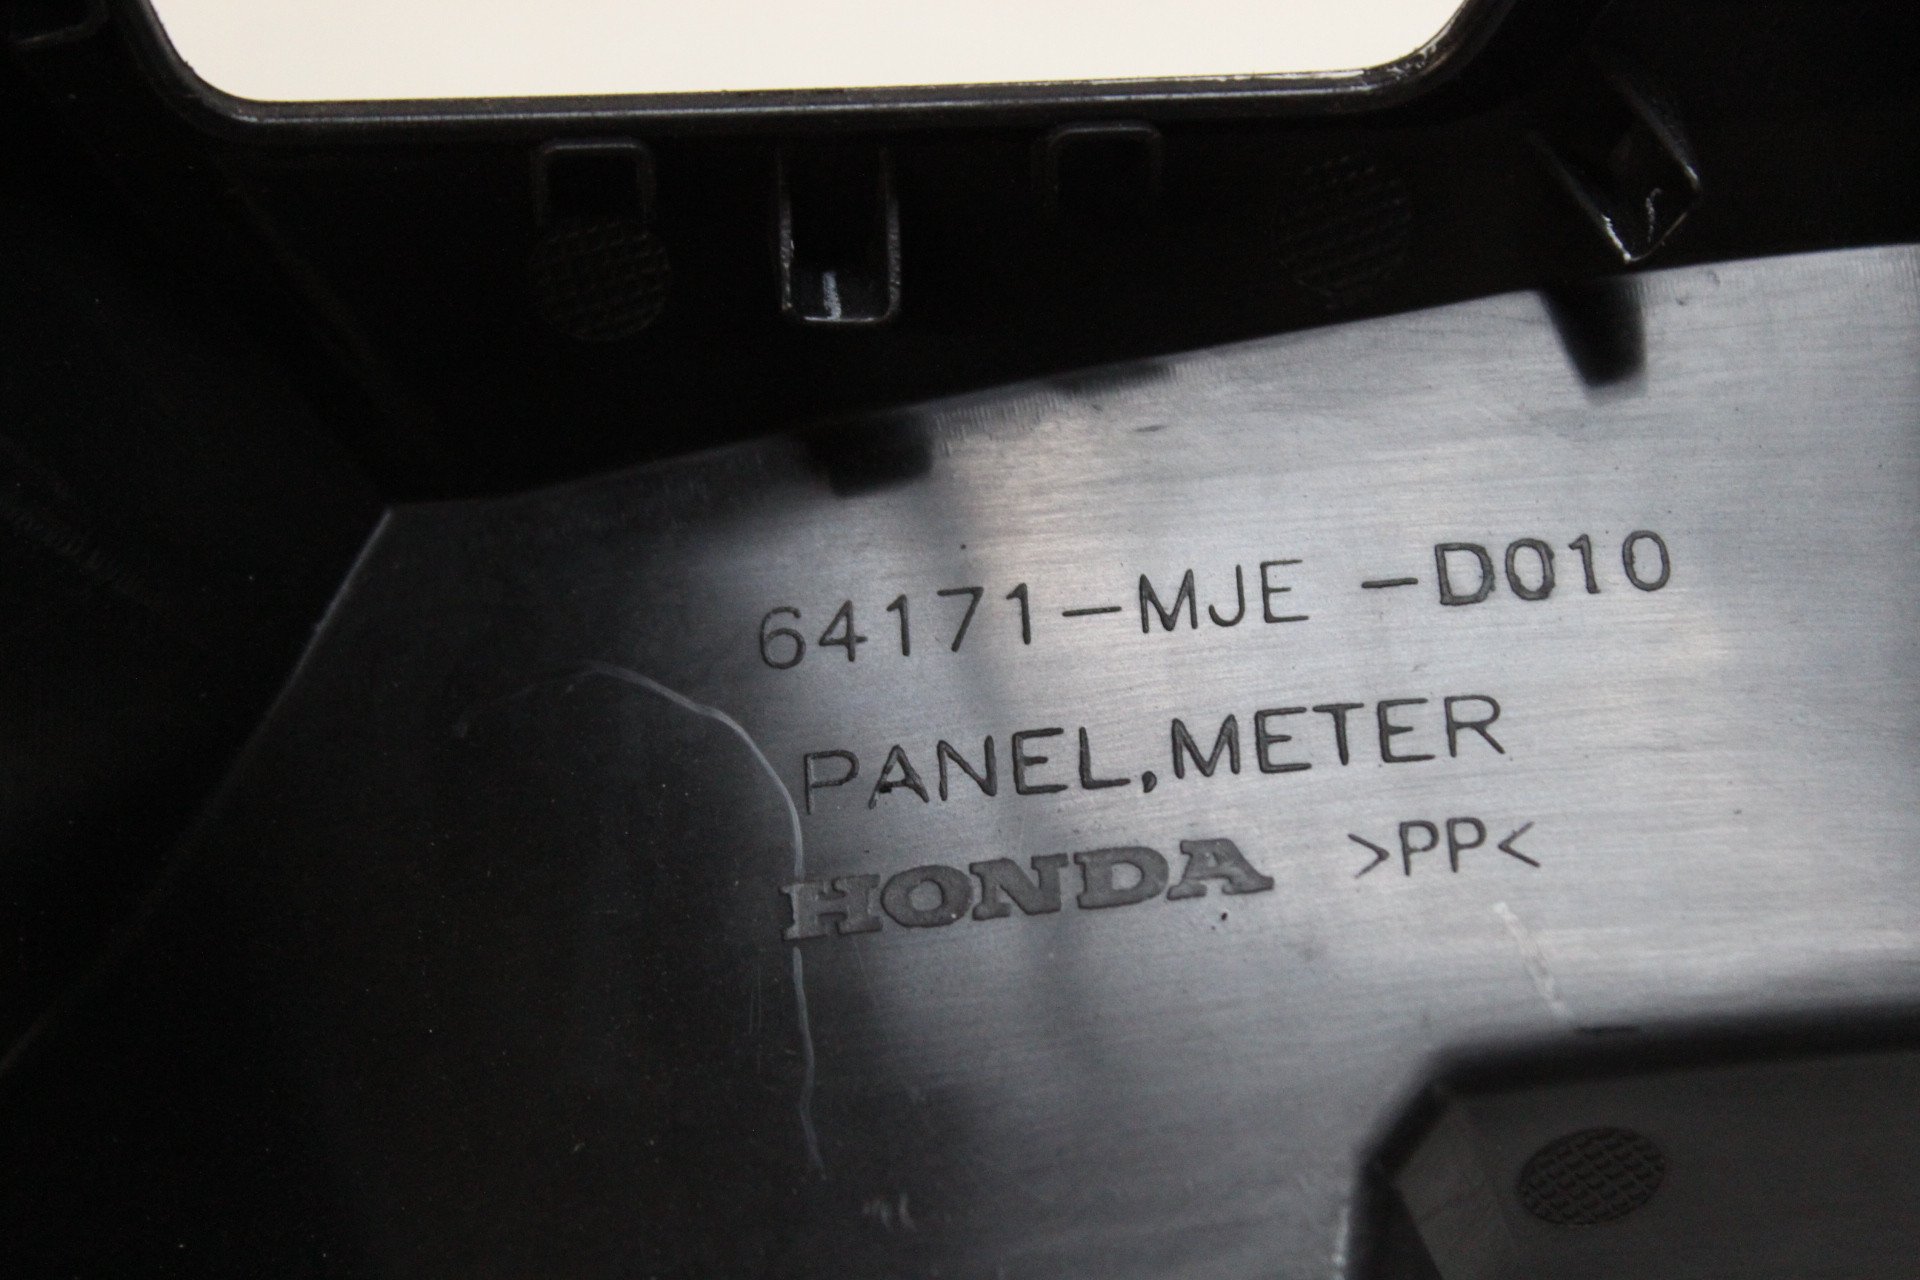 64171-MJE -D010
PANEL,METER
HONDA >PP<